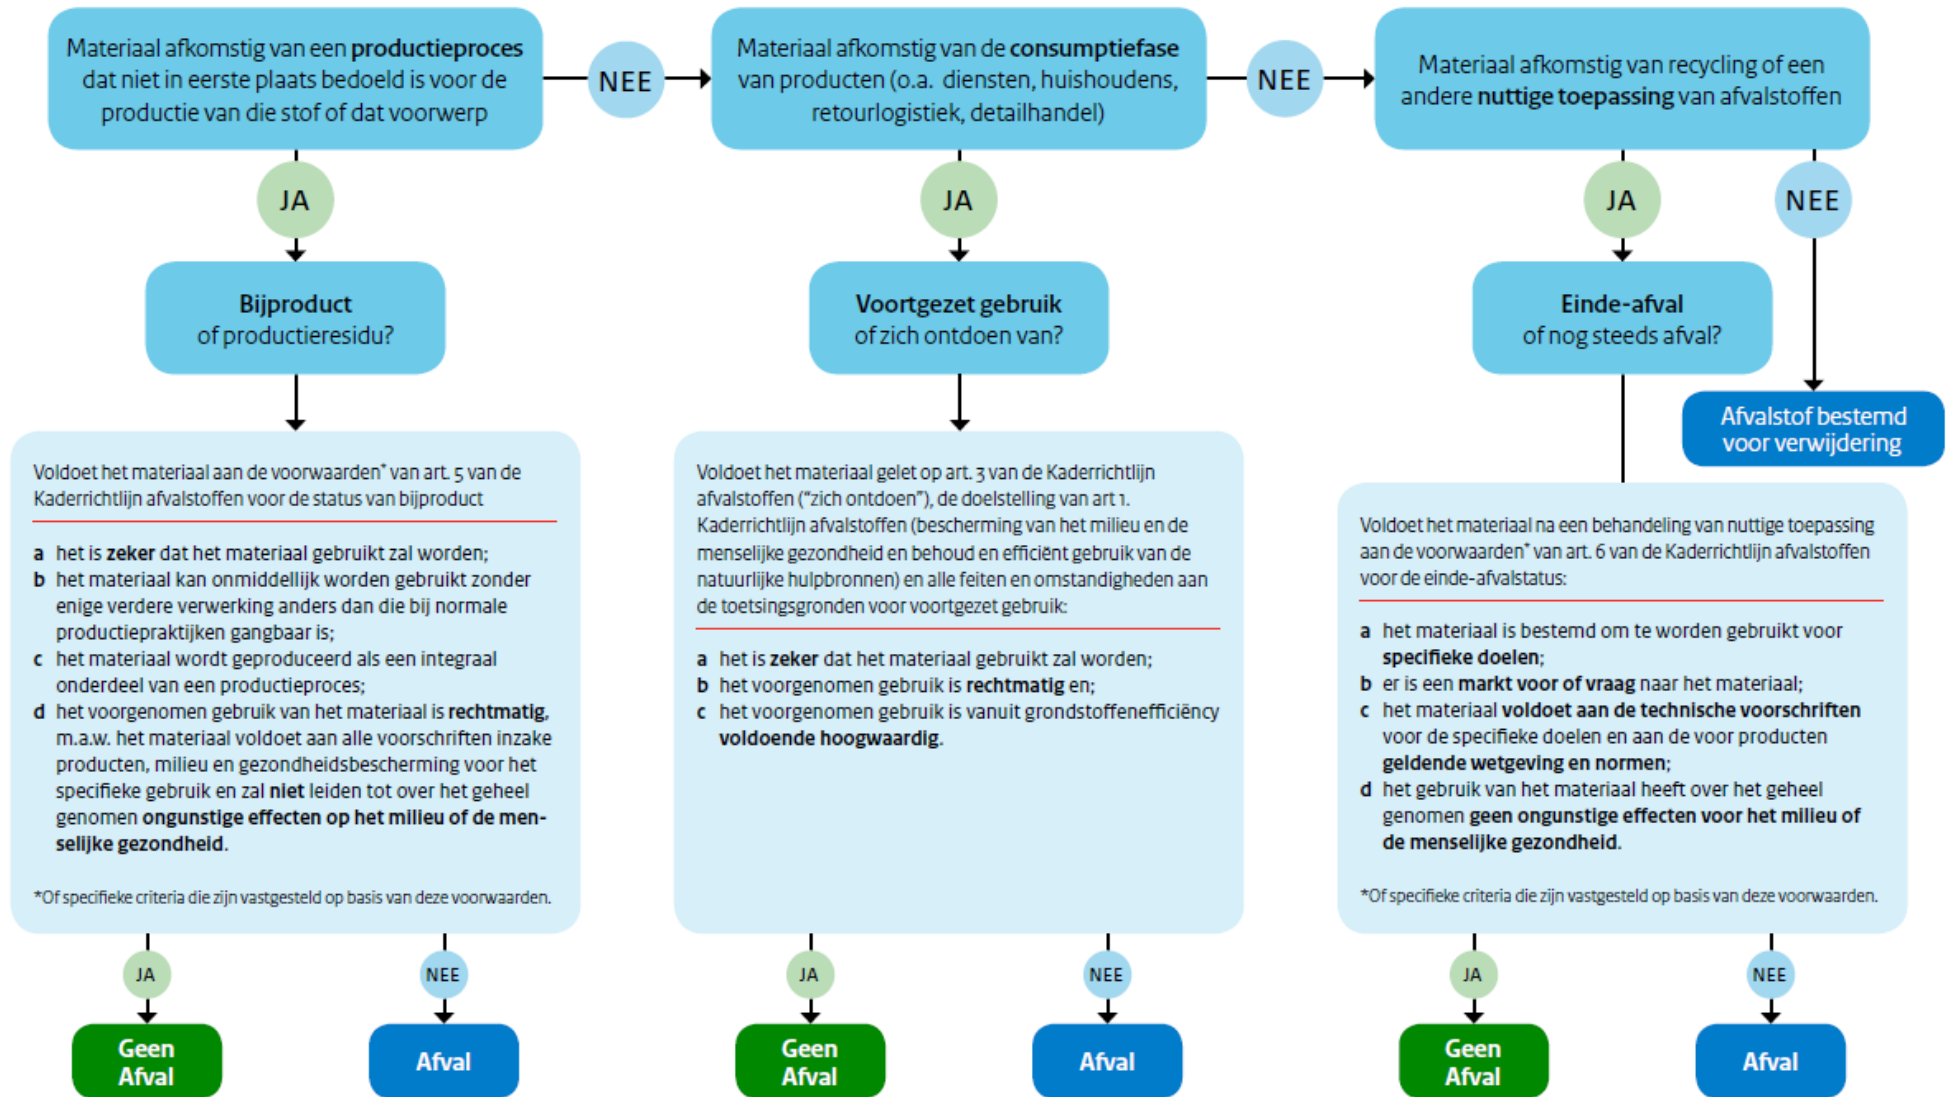 Materiaal afkomstig van een productieproces
dat niet in eerste plaats bedoeld is voor de
productie van die stof of dat voorwerp
NEE
Materiaal afkomstig van de consumptiefase
van producten (o.a. diensten, huishoudens,
retourlogistiek, detailhandel)
NEE
Materiaal afkomstig van recycling of een
andere nuttige toepassing van afvalstoffen
JA
JA
JA
NEE
Bijproduct
of productieresidu?
Voortgezet gebruik
of zich ontdoen van?
Einde-afval
of nog steeds afval?
Afvalstof bestemd
voor verwijdering
Voldoet het materiaal aan de voorwaarden* van art. 5 van de
Kaderrichtlijn afvalstoffen voor de status van bijproduct
a het is zeker dat het materiaal gebruikt zal worden;
b het materiaal kan onmiddellijk worden gebruikt zonder
enige verdere verwerking anders dan die bij normale
productiepraktijken gangbaar is;
c het materiaal wordt geproduceerd als een integraal
onderdeel van een productieproces;
d het voorgenomen gebruik van het materiaal is rechtmatig,
m.a.w. het materiaal voldoet aan alle voorschriften inzake
producten, milieu en gezondheidsbescherming voor het
specifieke gebruik en zal niet leiden tot over het geheel
genomen ongunstige effecten op het milieu of de men-
selijke gezondheid.
*Of specifieke criteria die zijn vastgesteld op basis van deze voorwaarden.
Voldoet het materiaal gelet op art. 3 van de Kaderrichtlijn
afvalstoffen (“zich ontdoen”), de doelstelling van art 1.
Kaderrichtlijn afvalstoffen (bescherming van het milieu en de
menselijke gezondheid en behoud en efficiënt gebruik van de
natuurlijke hulpbronnen) en alle feiten en omstandigheden aan
de toetsingsgronden voor voortgezet gebruik:
a het is zeker dat het materiaal gebruikt zal worden;
b het voorgenomen gebruik is rechtmatig en;
c het voorgenomen gebruik is vanuit grondstoffenefficiëncy
voldoende hoogwaardig.
Voldoet het materiaal na een behandeling van nuttige toepassing
aan de voorwaarden* van art. 6 van de Kaderrichtlijn afvalstoffen
voor de einde-afvalstatus:
a het materiaal is bestemd om te worden gebruikt voor
specifieke doelen;
b er is een markt voor of vraag naar het materiaal;
c het materiaal voldoet aan de technische voorschriften
voor de specifieke doelen en aan de voor producten
geldende wetgeving en normen;
d het gebruik van het materiaal heeft over het geheel
genomen geen ongunstige effecten voor het milieu of
de menselijke gezondheid.
*Of specifieke criteria die zijn vastgesteld op basis van deze voorwaarden.
JA
NEE
JA
NEE
JA
NEE
Geen
Afval
Afval
Geen
Afval
Afval
Geen
Afval
Afval